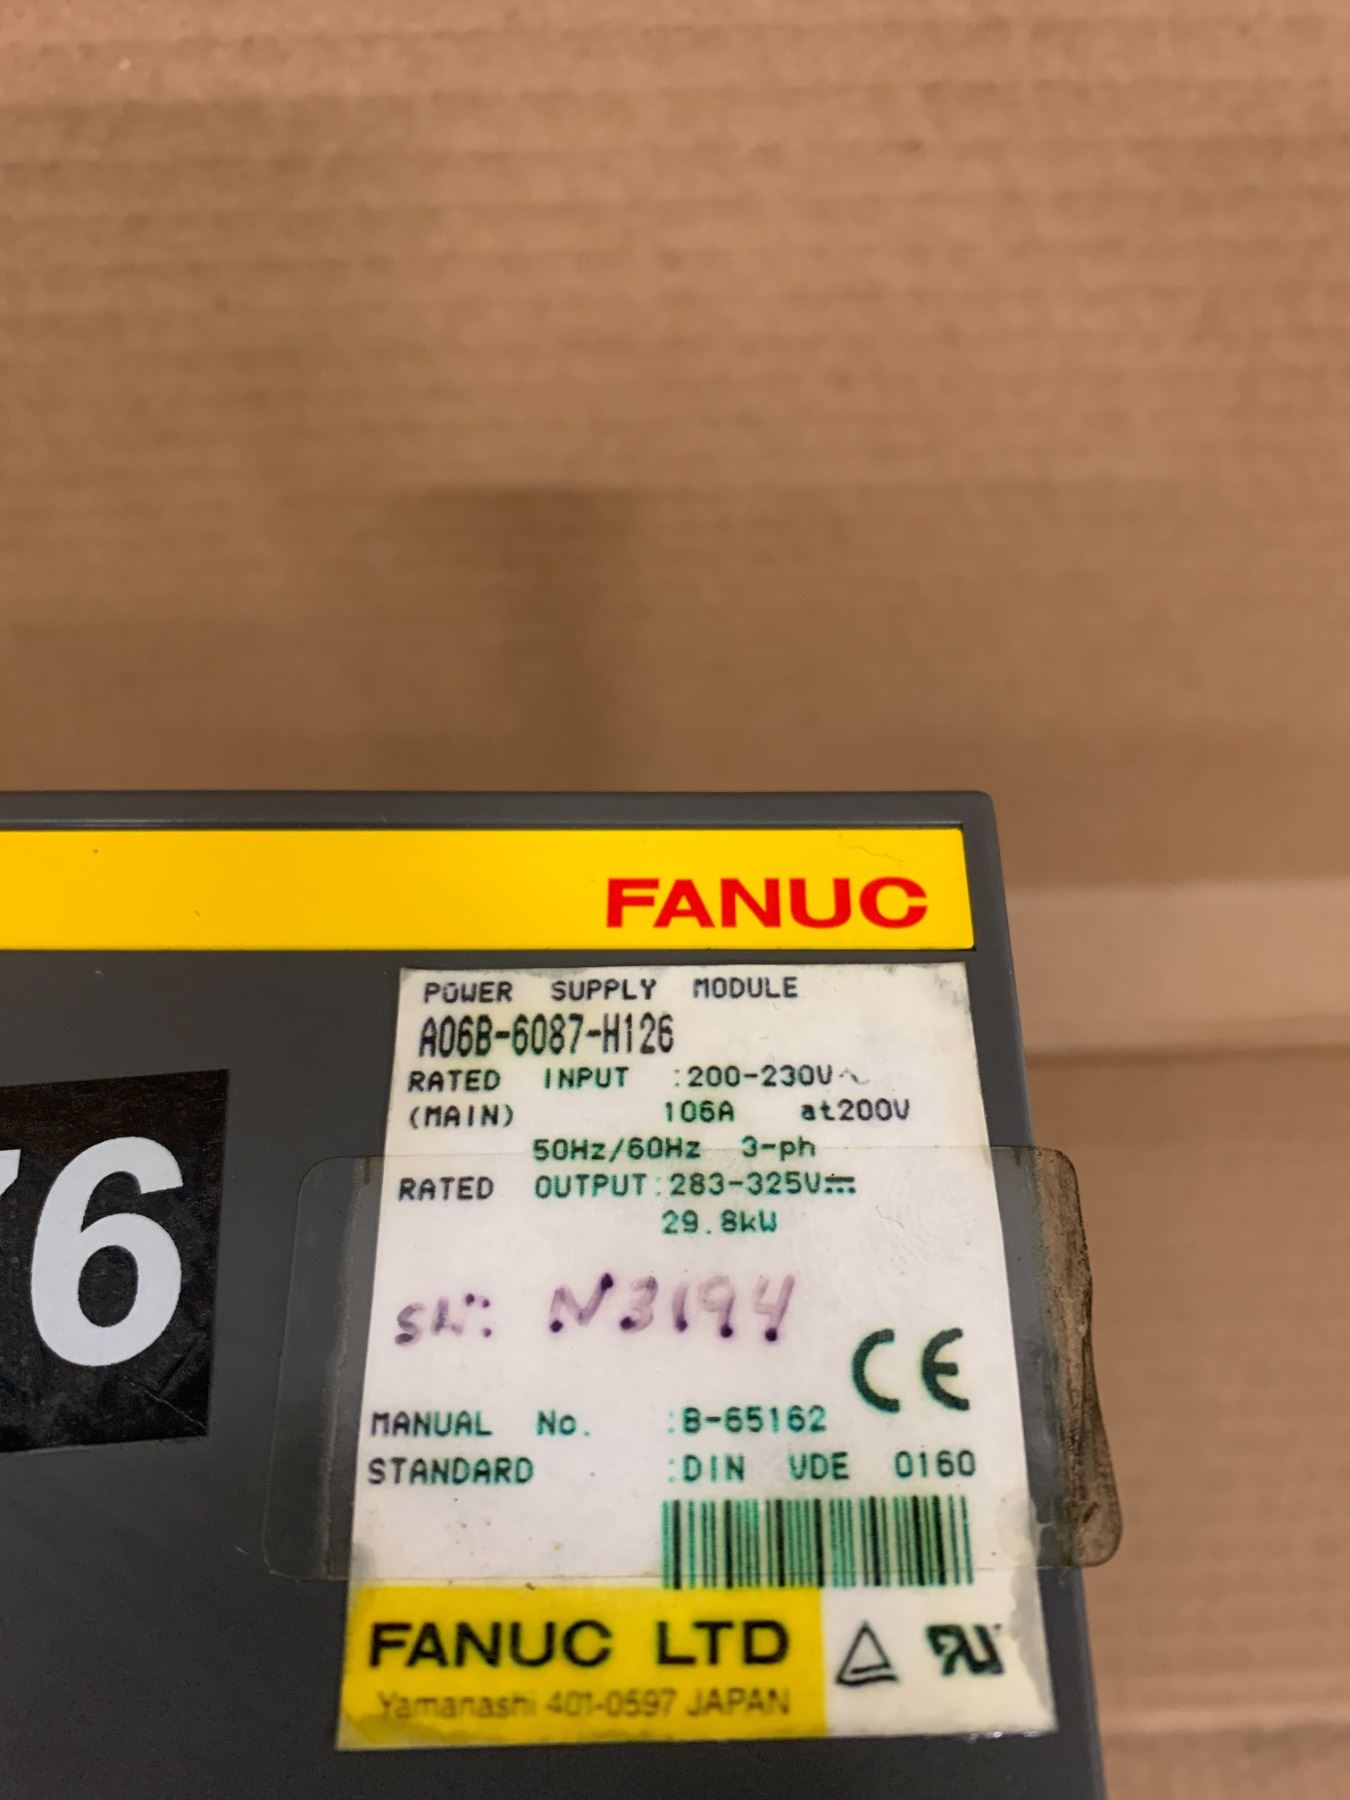 FANUC
POWER SUPPLY MODULE
A06B-6087-H126
RATED INPUT :200-230V~
(MAIN) 106A at200V
50Hz/60Hz 3-ph
RATED OUTPUT:283-325V⎓
29.8kW
N3194
CE
MANUAL No. :B-65162
STANDARD :DIN VDE 0160
FANUC LTD
Yamanashi 401-0597 JAPAN
6